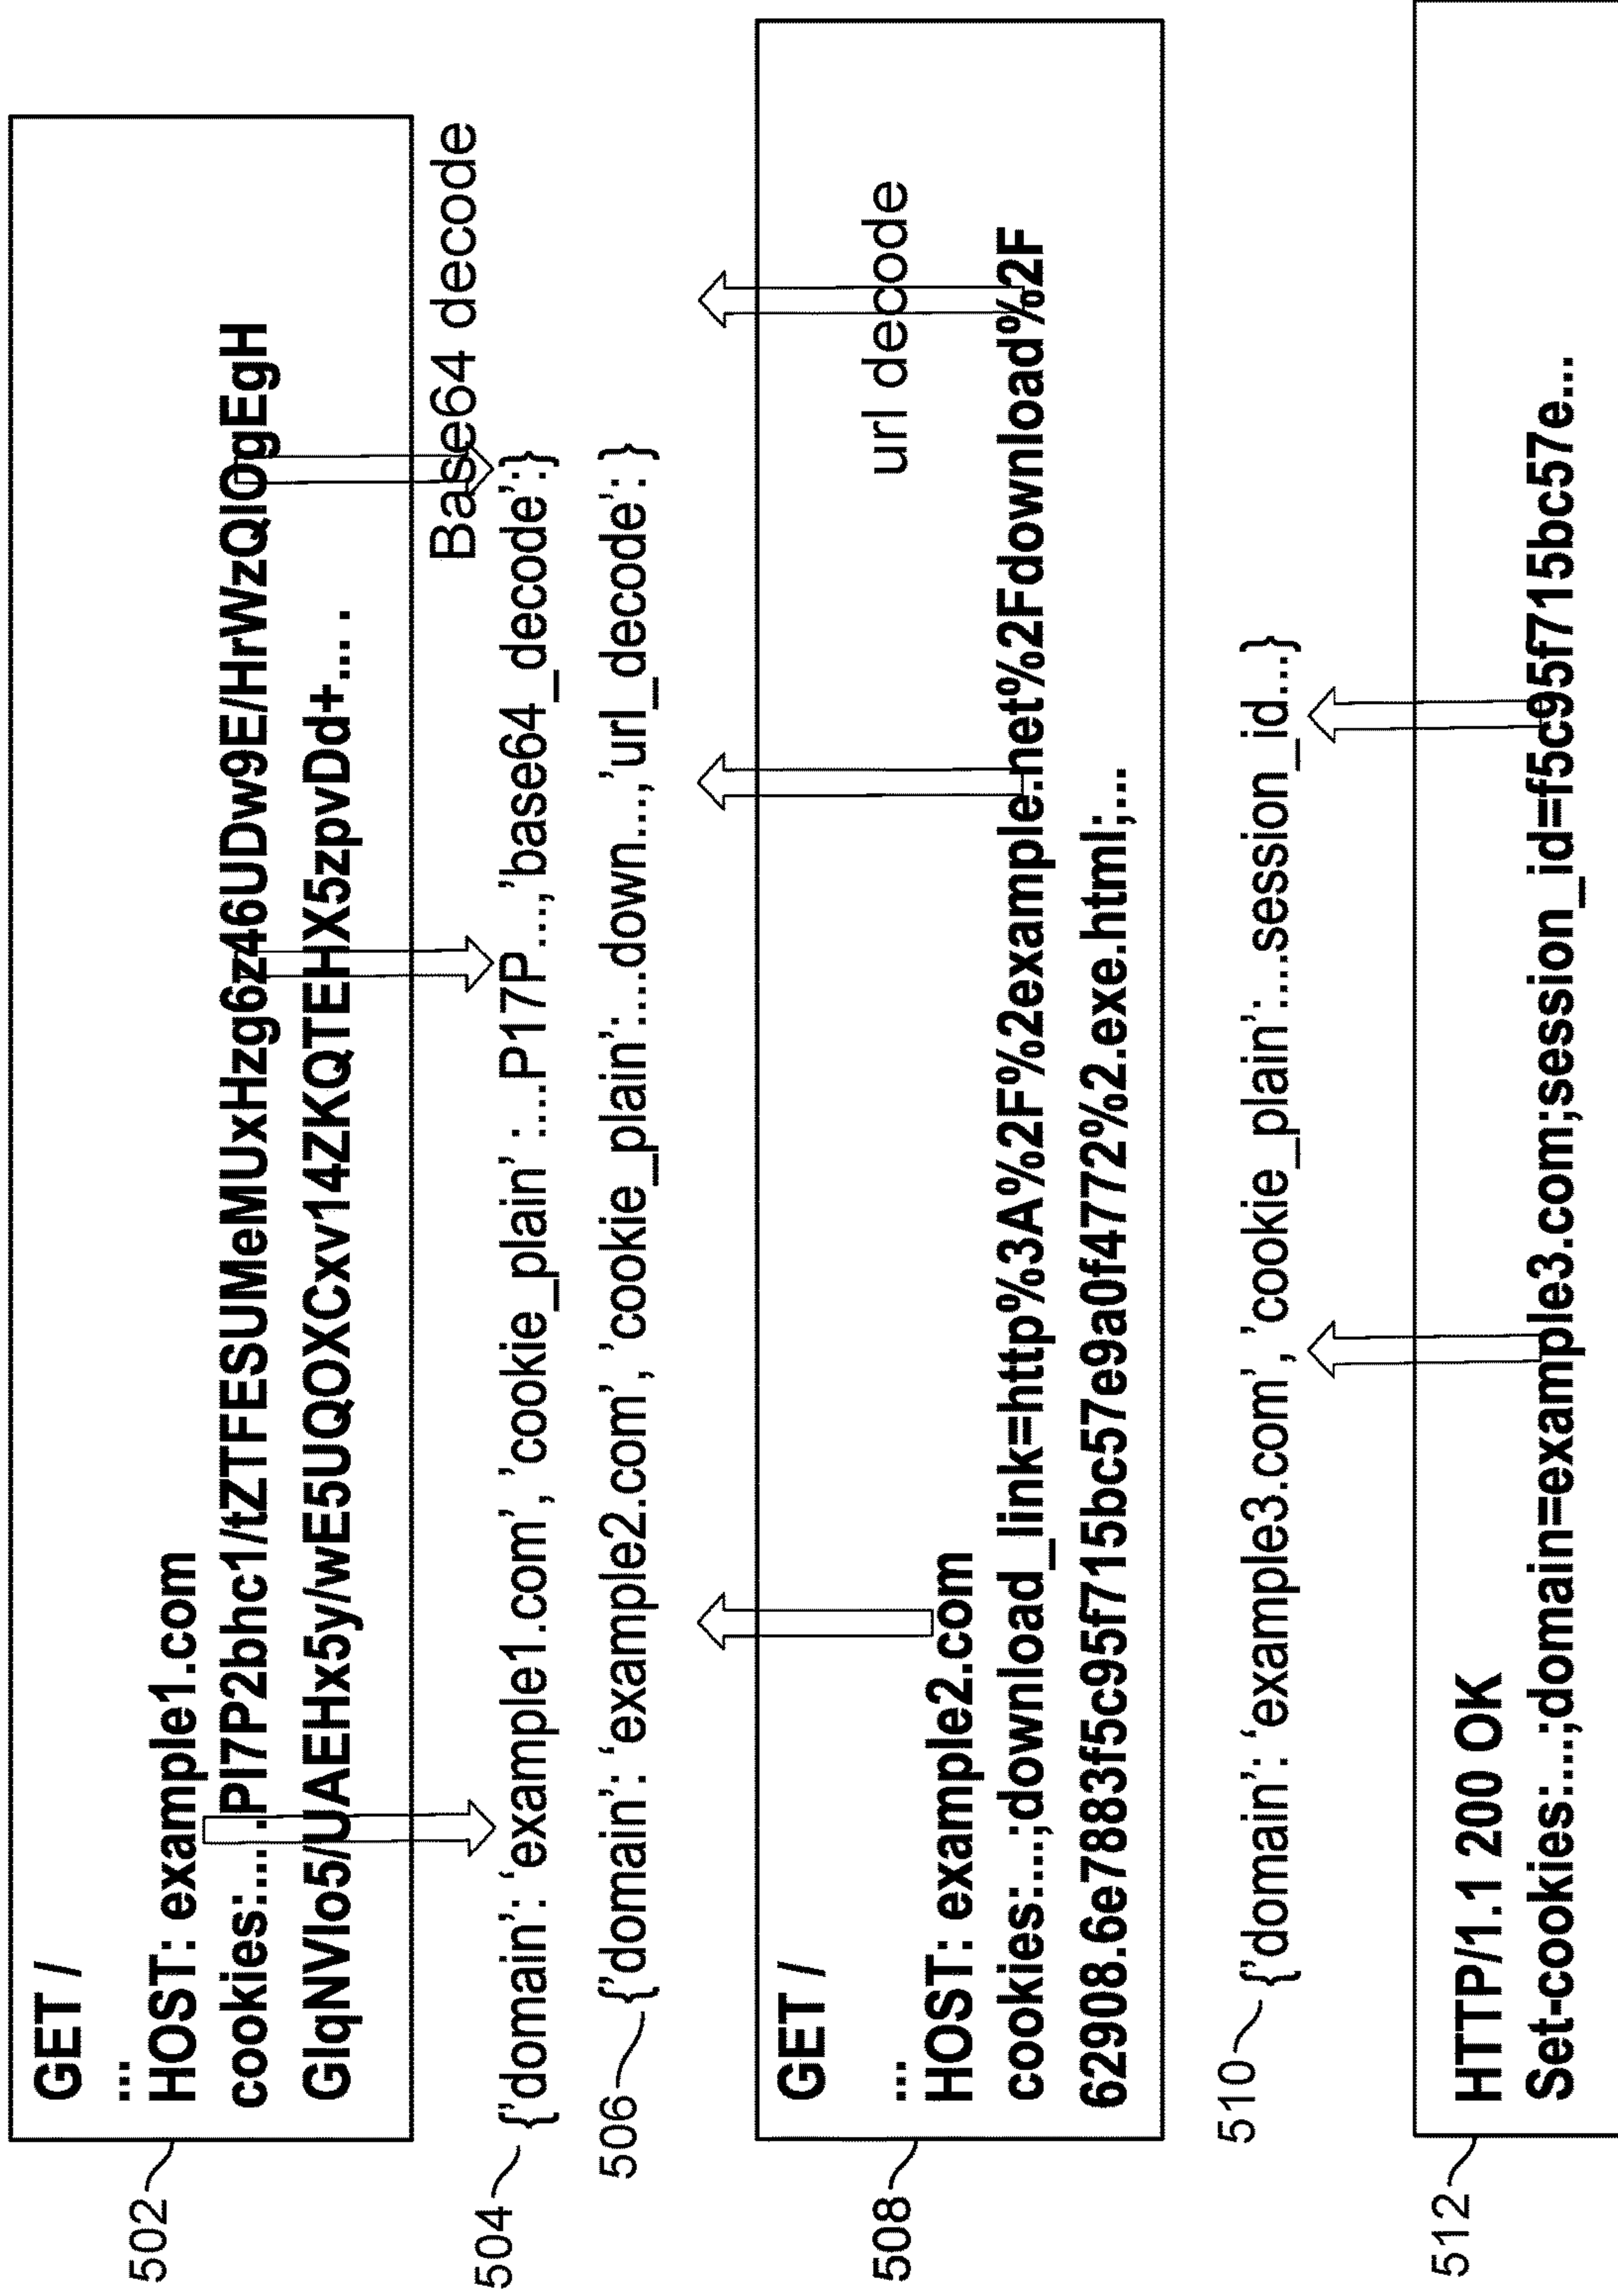 502
GET /
...
HOST: example1.com
cookies:....PI7P2bhc1/tZTFESUMeMUxHzg6z46UDw9E/HrWzQIOgEgH
GIqNVIo5/UAEHx5y/wE5UQOXCxv14ZKQTEHX5zpvDd+... .
Base64 decode
504
{'domain': ‘example1.com’, ’cookie_plain’ :....P17P...,’base64_decode’:}
506
{'domain': ‘example2.com’, ’cookie_plain’:....down...,’url_decode’: }
508
GET /
...
HOST: example2.com
url decode
cookies:...;download_link=http%3A%2F%2example.net%2Fdownload%2F
62908.6e7883f5c95f715bc57e9a0f4772%2.exe.html;...
510
{'domain': ‘example3.com’, ’cookie_plain’:....session_id...}
512
HTTP/1.1 200 OK
Set-cookies:...;domain=example3.com;session_id=f5c95f715bc57e...